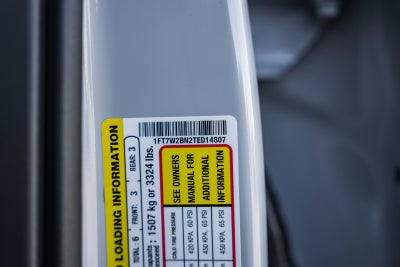 1FT7W2BN2TED14807
D LOADING INFORMATION
TOTAL: 6 FRONT: 3 REAR: 3
1507 kg or 3324 lbs.
SEE OWNERS
MANUAL FOR
ADDITIONAL
INFORMATION
COLD TIRE PRESSURE
420 KPA, 60 PSI
450 KPA, 65 PSI
450 KPA, 65 PSI